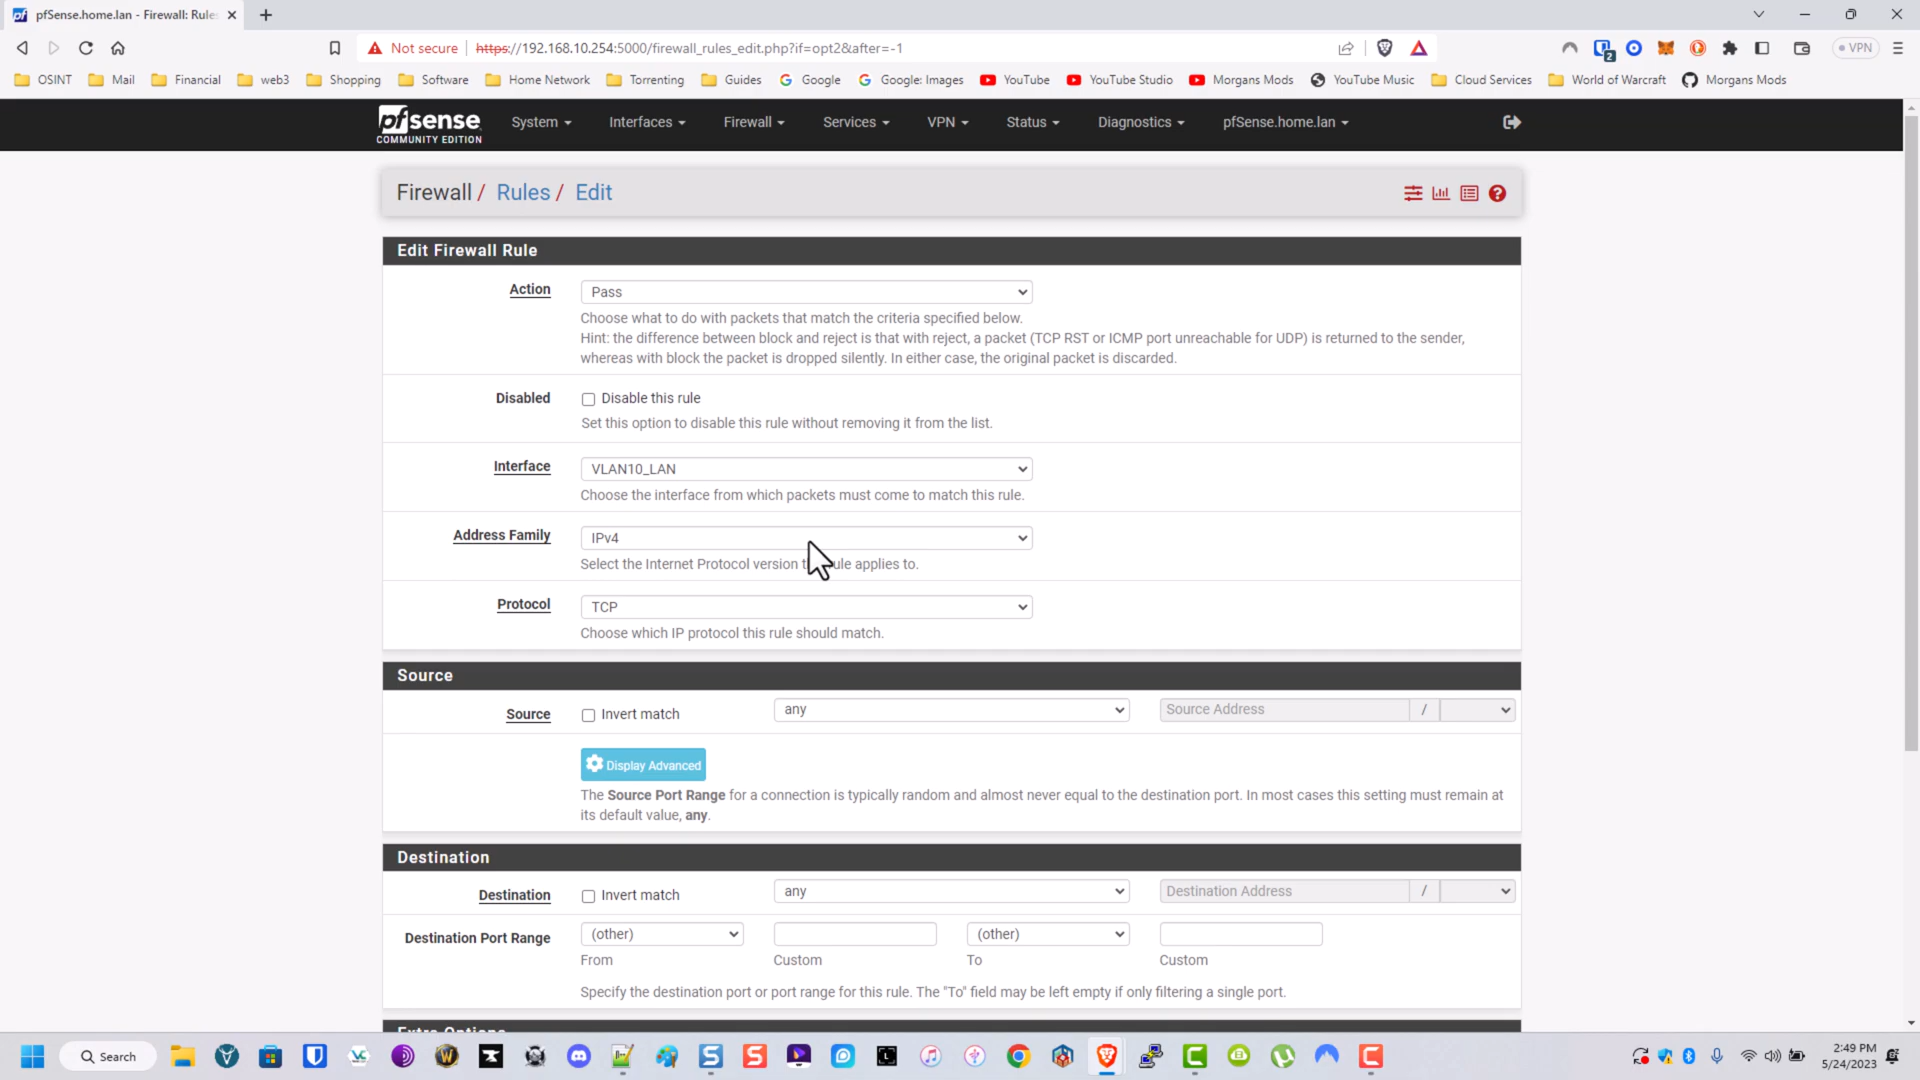 pfSense.home.lan - Firewall: Rule
Not secure https://192.168.10.254:5000/firewall_rules_edit.php?if=opt2&after=-1
2
VPN
OSINT Mail Financial web3 Shopping Software Home Network Torrenting Guides Google Google: Images YouTube YouTube Studio Morgans Mods YouTube Music Cloud Services World of Warcraft Morgans Mods
pfsense
COMMUNITY EDITION
System Interfaces Firewall Services VPN Status Diagnostics pfSense.home.lan
Firewall / Rules / Edit
Edit Firewall Rule
Action Pass
Choose what to do with packets that match the criteria specified below.
Hint: the difference between block and reject is that with reject, a packet (TCP RST or ICMP port unreachable for UDP) is returned to the sender,
whereas with block the packet is dropped silently. In either case, the original packet is discarded.
Disabled Disable this rule
Set this option to disable this rule without removing it from the list.
Interface VLAN10_LAN
Choose the interface from which packets must come to match this rule.
Address Family IPv4
Select the Internet Protocol version rule applies to.
Protocol TCP
Choose which IP protocol this rule should match.
Source
Source Invert match any Source Address /
Display Advanced
The Source Port Range for a connection is typically random and almost never equal to the destination port. In most cases this setting must remain at
its default value, any.
Destination
Destination Invert match any Destination Address /
Destination Port Range (other) (other)
From Custom To Custom
Specify the destination port or port range for this rule. The "To" field may be left empty if only filtering a single port.
Extra Options
Search
2:49 PM
5/24/2023